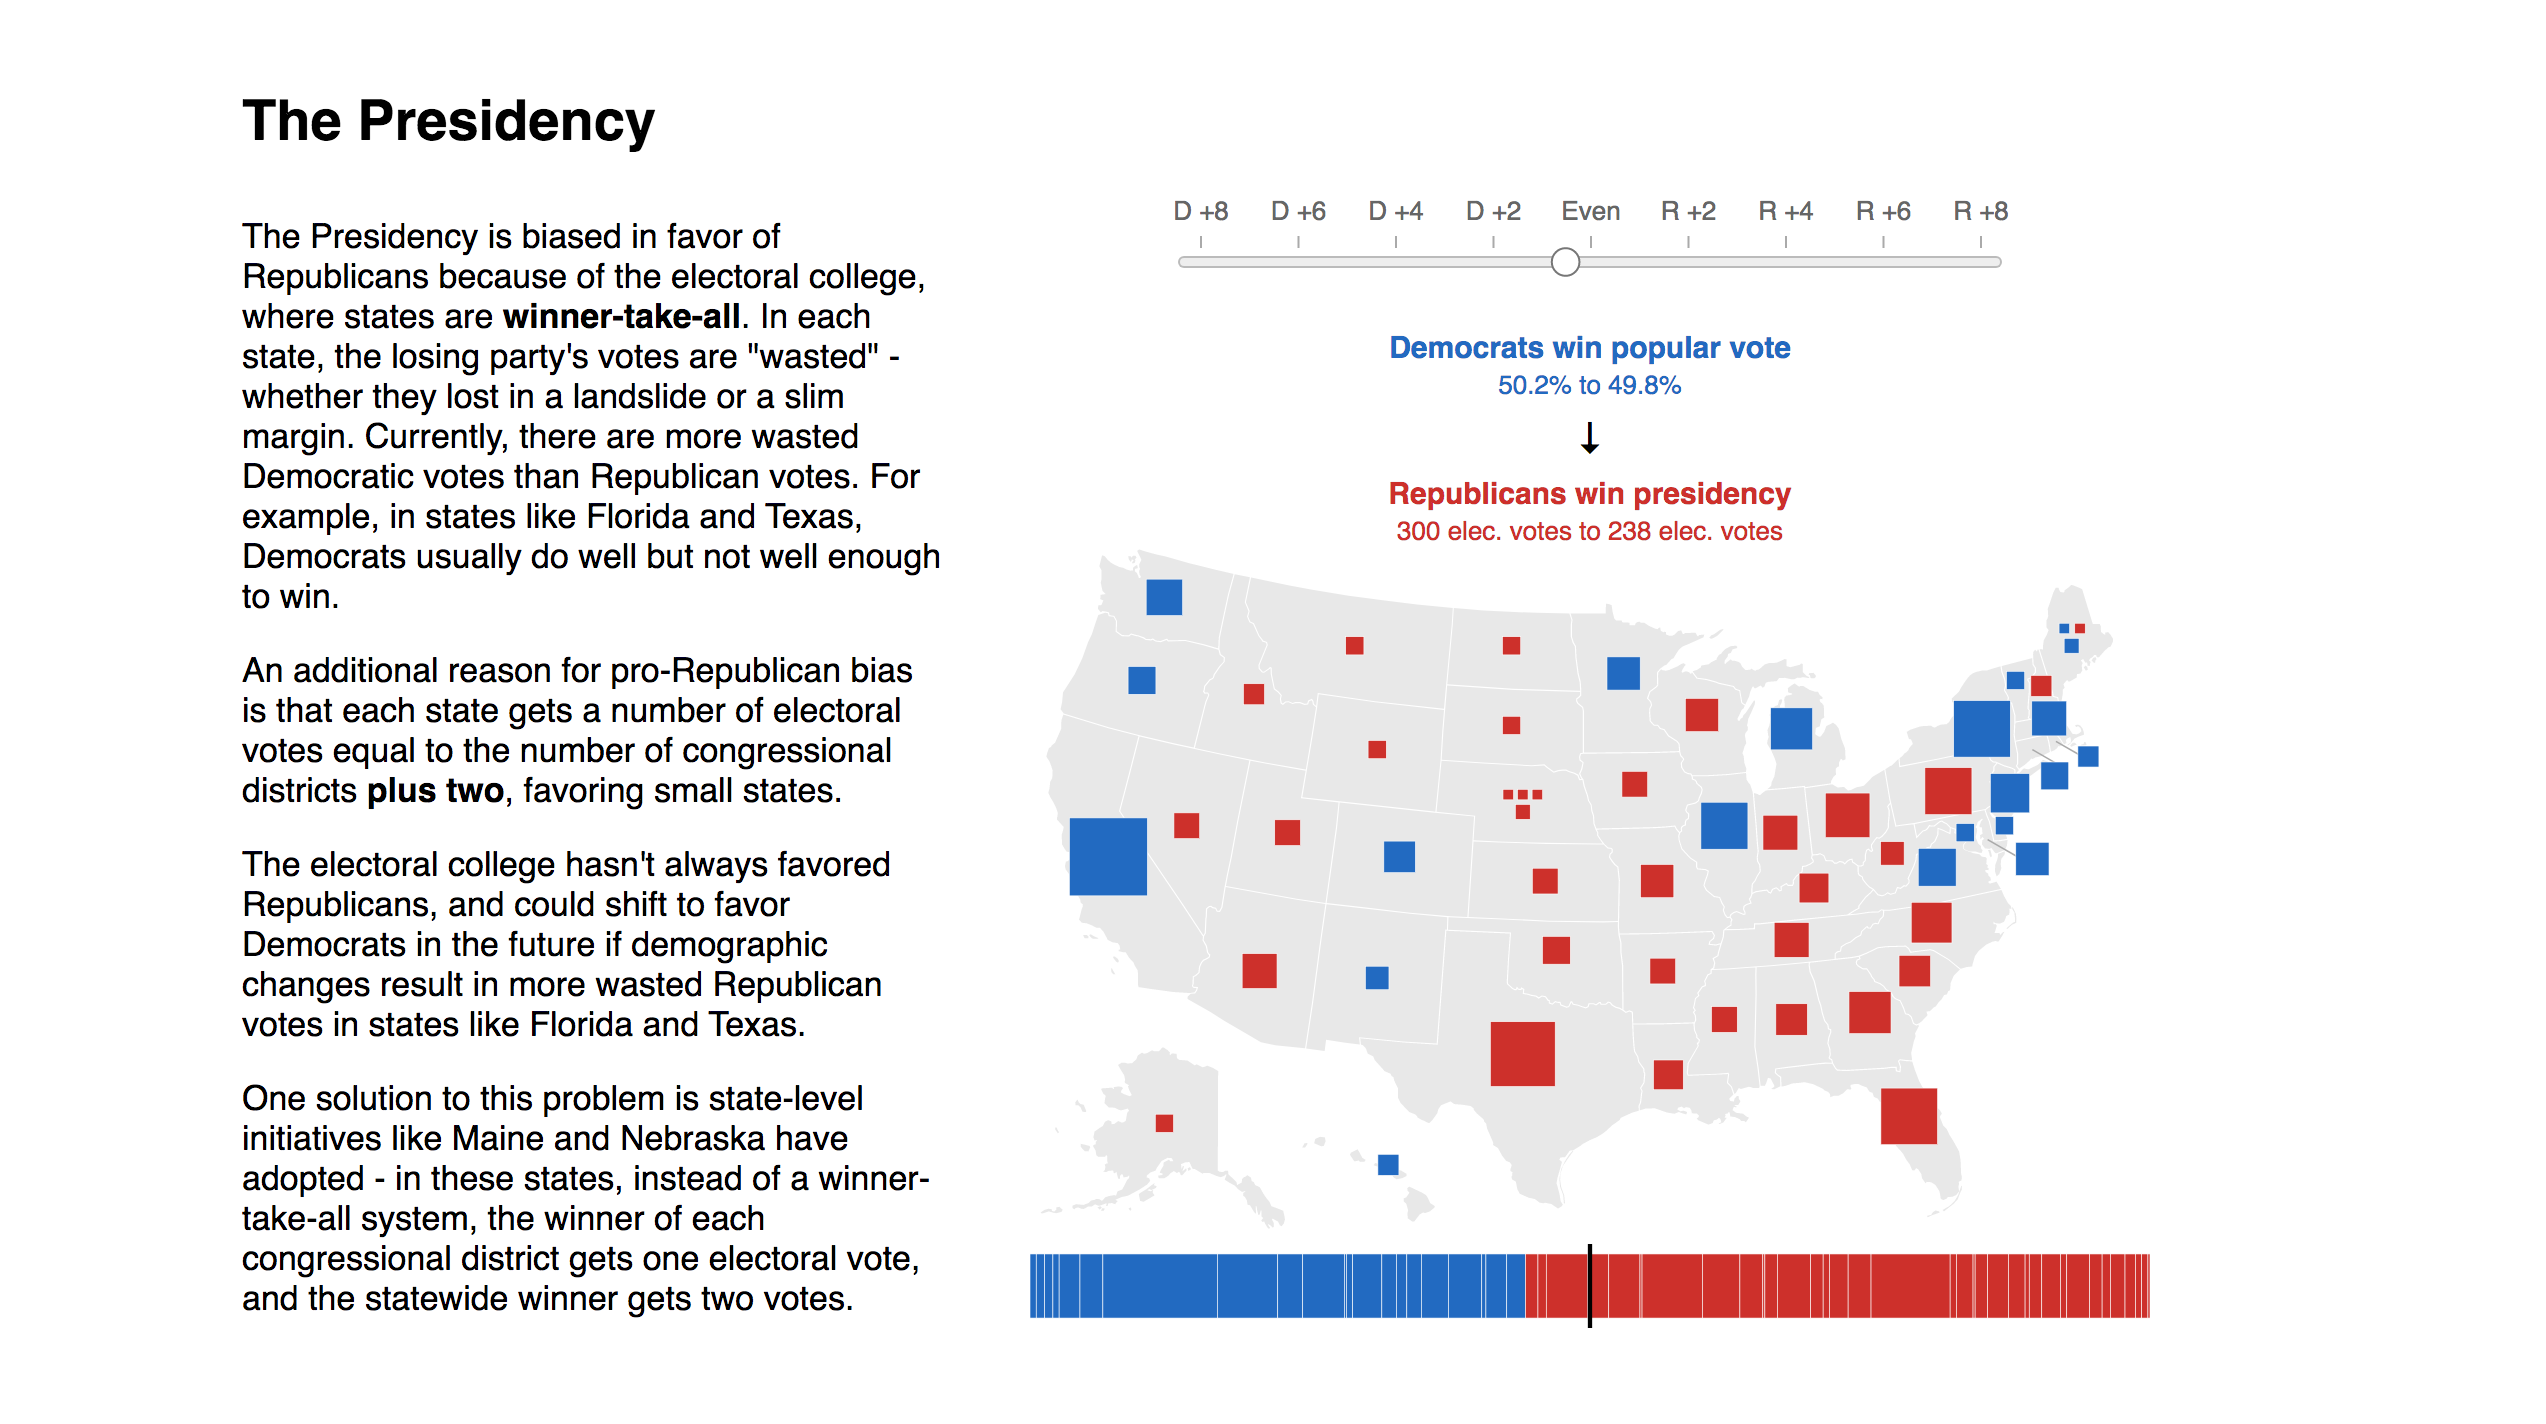 The Presidency
The Presidency is biased in favor of
Republicans because of the electoral college,
where states are winner-take-all. In each
state, the losing party's votes are "wasted" -
whether they lost in a landslide or a slim
margin. Currently, there are more wasted
Democratic votes than Republican votes. For
example, in states like Florida and Texas,
Democrats usually do well but not well enough
to win.
An additional reason for pro-Republican bias
is that each state gets a number of electoral
votes equal to the number of congressional
districts plus two, favoring small states.
The electoral college hasn't always favored
Republicans, and could shift to favor
Democrats in the future if demographic
changes result in more wasted Republican
votes in states like Florida and Texas.
One solution to this problem is state-level
initiatives like Maine and Nebraska have
adopted - in these states, instead of a winner-
take-all system, the winner of each
congressional district gets one electoral vote,
and the statewide winner gets two votes.
D +8 D +6 D +4 D +2 Even R +2 R +4 R +6 R +8
Democrats win popular vote
50.2% to 49.8%
↓
Republicans win presidency
300 elec. votes to 238 elec. votes